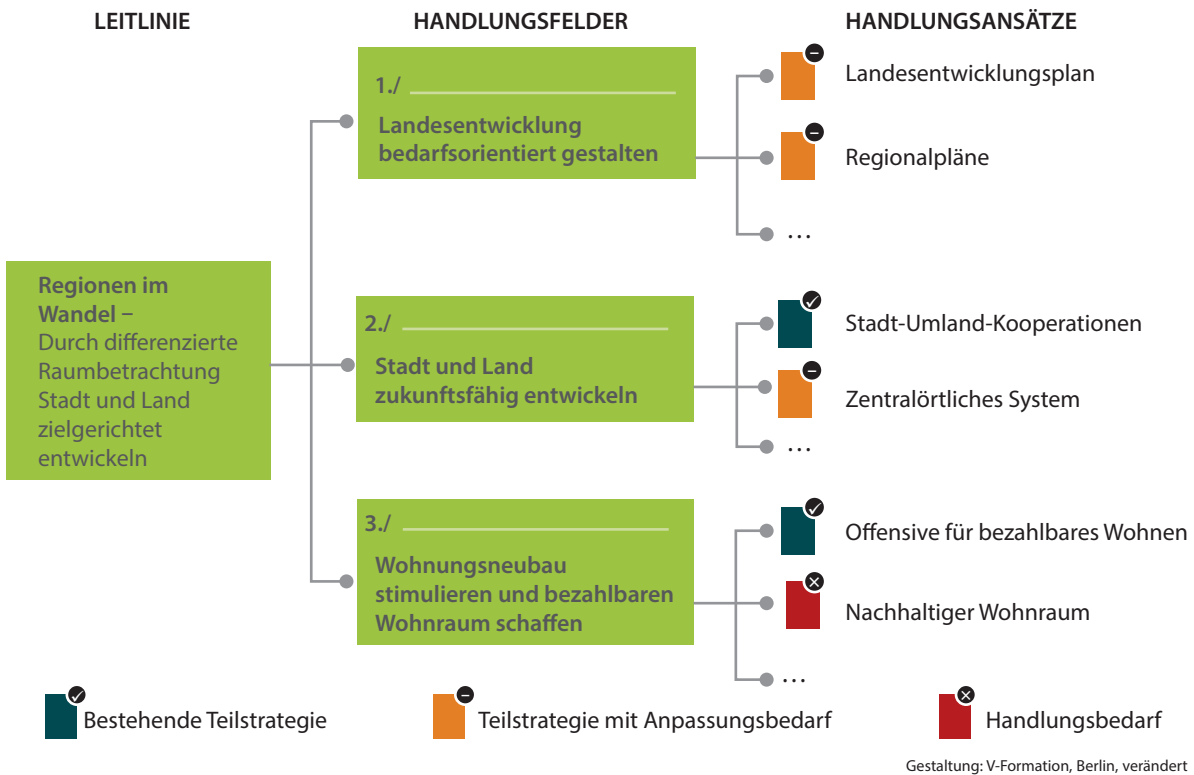 LEITLINIE
HANDLUNGSFELDER
HANDLUNGSANSÄTZE
Regionen im
Wandel –
Durch differenzierte
Raumbetrachtung
Stadt und Land
zielgerichtet
entwickeln
1./
Landesentwicklung
bedarfsorientiert gestalten
Landesentwicklungsplan
Regionalpläne
…
2./
Stadt und Land
zukunftsfähig entwickeln
Stadt-Umland-Kooperationen
Zentralörtliches System
…
3./
Wohnungsneubau
stimulieren und bezahlbaren
Wohnraum schaffen
Offensive für bezahlbares Wohnen
Nachhaltiger Wohnraum
…
Bestehende Teilstrategie
Teilstrategie mit Anpassungsbedarf
Handlungsbedarf
Gestaltung: V-Formation, Berlin, verändert